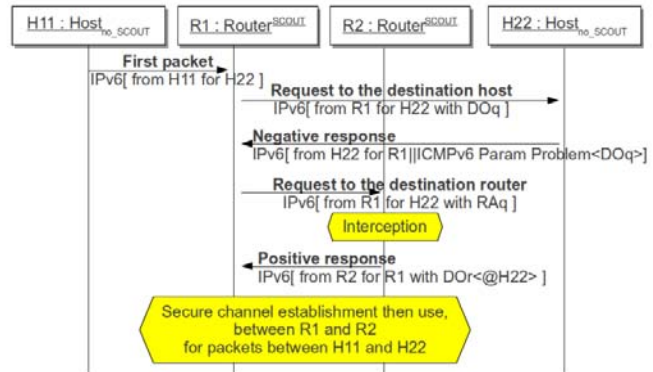 H11 : Host no_SCOUT
R1 : Router SCOUT
R2 : Router SCOUT
H22 : Host no_SCOUT
First packet
IPv6[ from H11 for H22 ]
Request to the destination host
IPv6[ from R1 for H22 with DOq ]
Negative response
IPv6[ from H22 for R1||ICMPv6 Param Problem<DOq>]
Request to the destination router
IPv6[ from R1 for H22 with RAq ]
Interception
Positive response
IPv6[ from R2 for R1 with DOr<@H22> ]
Secure channel establishment then use,
between R1 and R2
for packets between H11 and H22